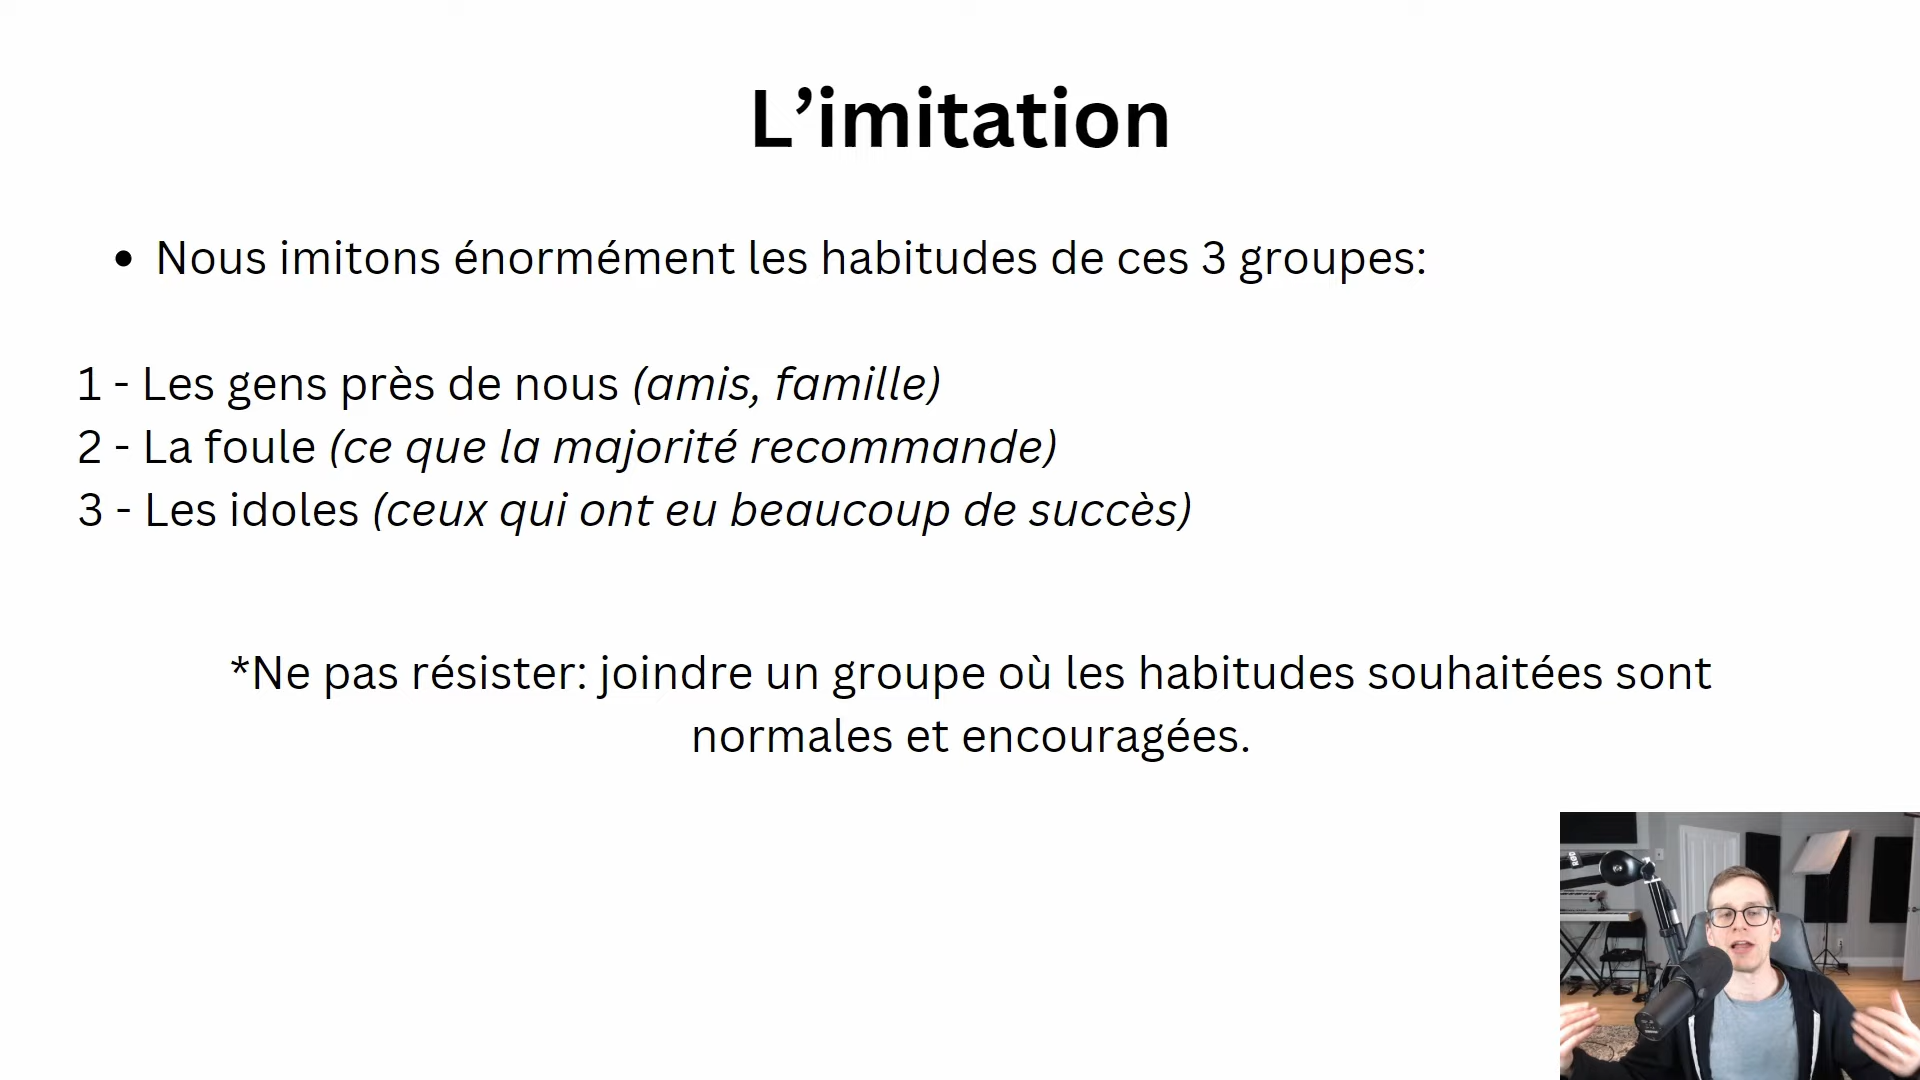 L’imitation
• Nous imitons énormément les habitudes de ces 3 groupes:
1 - Les gens près de nous (amis, famille)
2 - La foule (ce que la majorité recommande)
3 - Les idoles (ceux qui ont eu beaucoup de succès)
*Ne pas résister: joindre un groupe où les habitudes souhaitées sont
normales et encouragées.